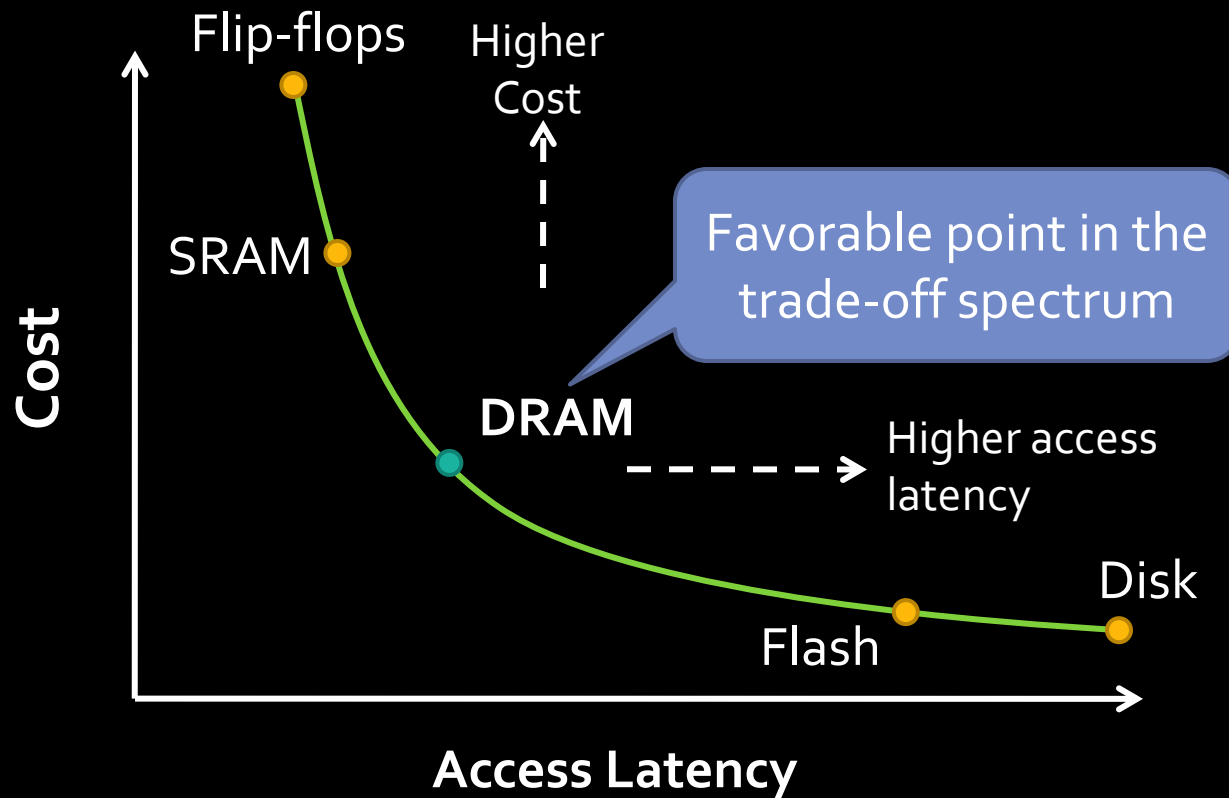 Flip-flops
Higher
Cost
Favorable point in the
trade-off spectrum
SRAM
Cost
DRAM
Higher access
latency
Disk
Flash
Access Latency